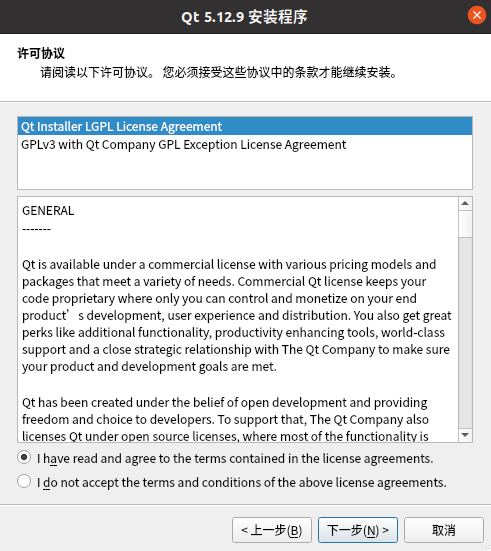 Qt 5.12.9 安装程序
许可协议
请阅读以下许可协议。 您必须接受这些协议中的条款才能继续安装。
Qt Installer LGPL License Agreement
GPLv3 with Qt Company GPL Exception License Agreement
GENERAL
-------
Qt is available under a commercial license with various pricing models and
packages that meet a variety of needs. Commercial Qt license keeps your
code proprietary where only you can control and monetize on your end
product’s development, user experience and distribution. You also get great
perks like additional functionality, productivity enhancing tools, world-class
support and a close strategic relationship with The Qt Company to make sure
your product and development goals are met.
Qt has been created under the belief of open development and providing
freedom and choice to developers. To support that, The Qt Company also
licenses Qt under open source licenses, where most of the functionality is
I have read and agree to the terms contained in the license agreements.
I do not accept the terms and conditions of the above license agreements.
< 上一步(B)
下一步(N) >
取消